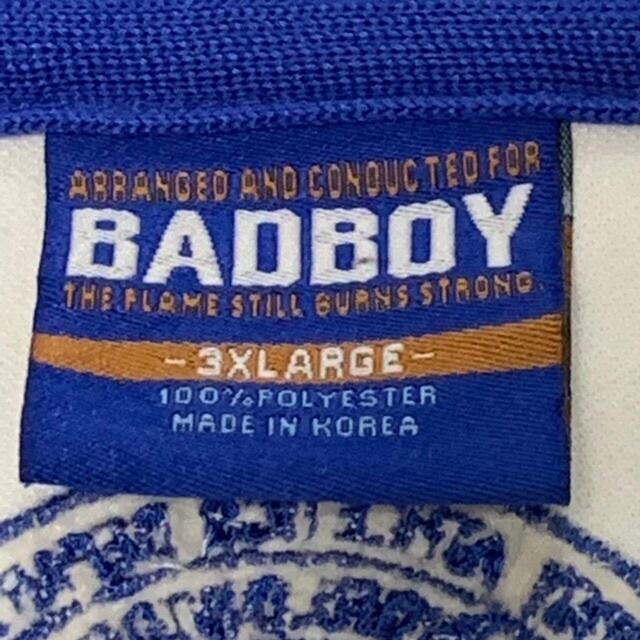 ARRANGED AND CONDUCTED FOR
BADBOY
THE FLAME STILL BURNS STRONG.
-3XLARGE-
100% POLYESTER
MADE IN KOREA